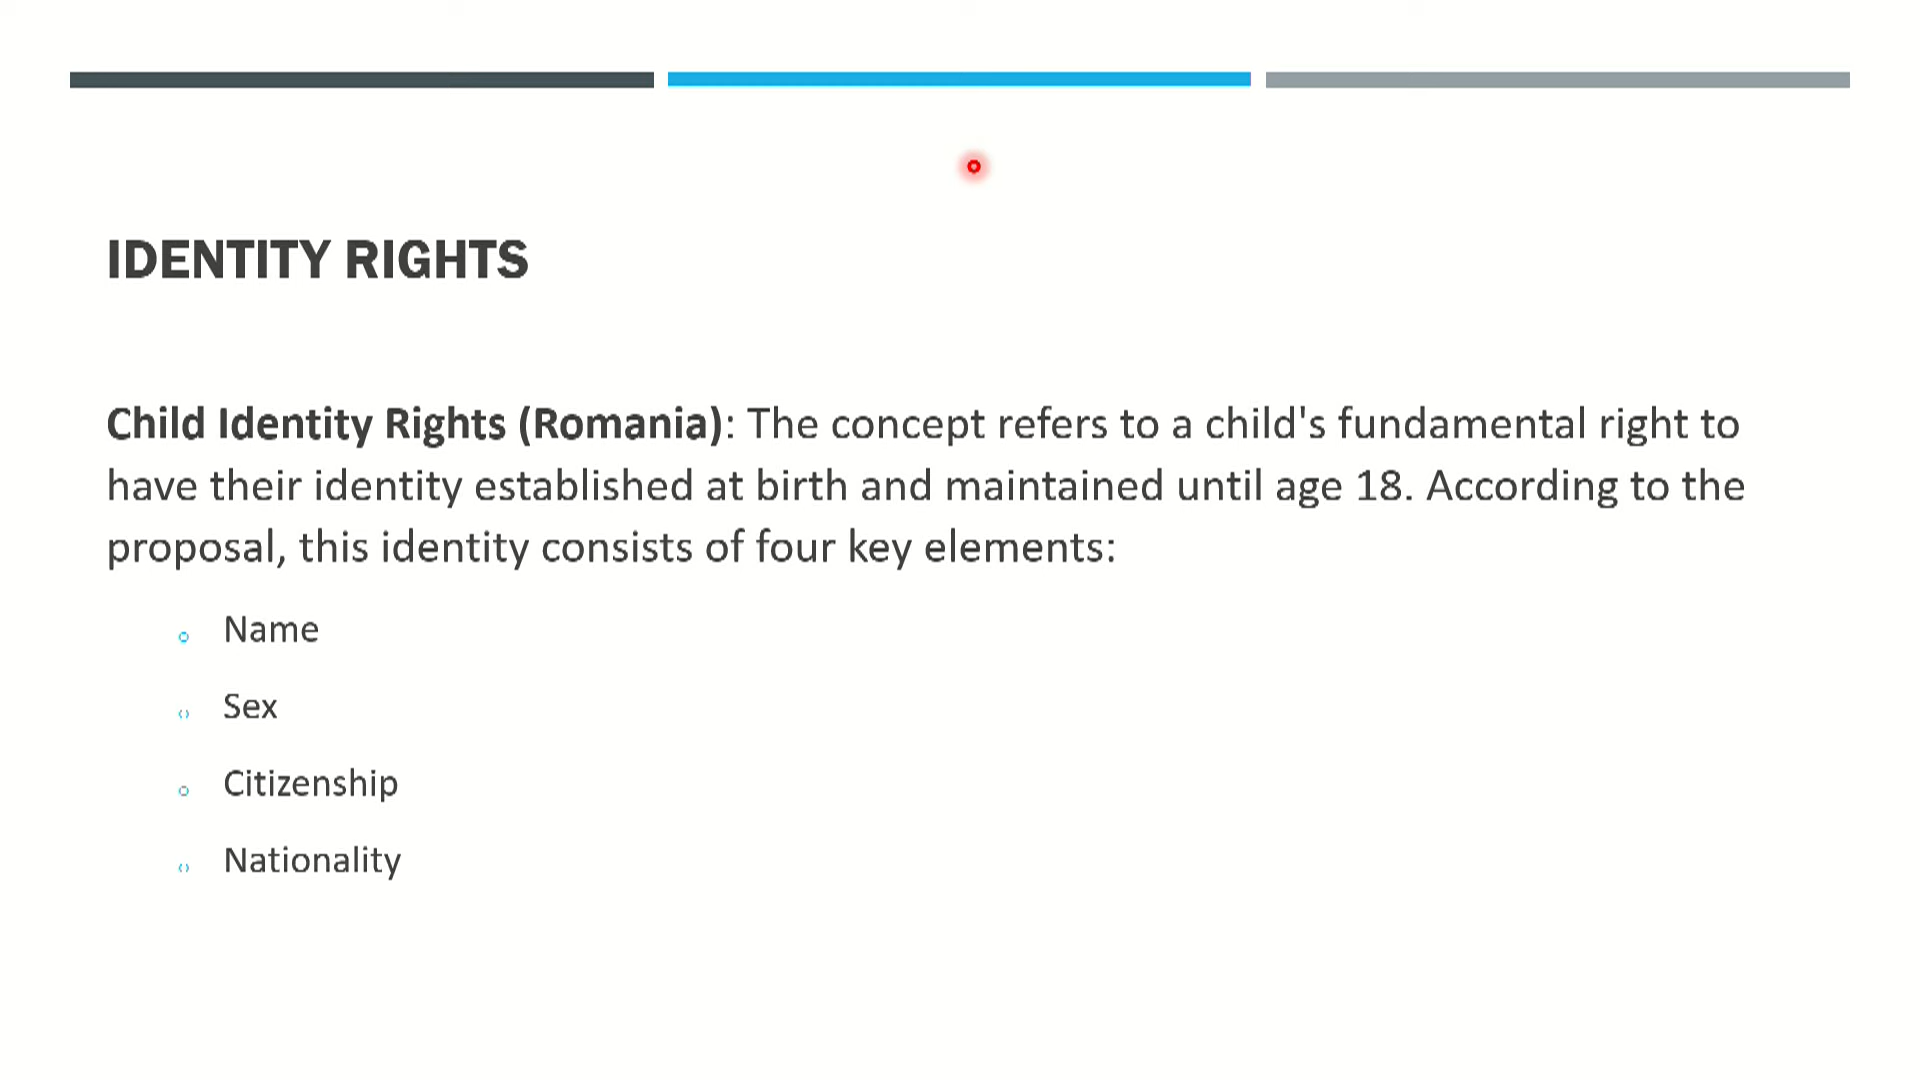 IDENTITY RIGHTS
Child Identity Rights (Romania): The concept refers to a child's fundamental right to
have their identity established at birth and maintained until age 18. According to the
proposal, this identity consists of four key elements:
Name
Sex
Citizenship
Nationality